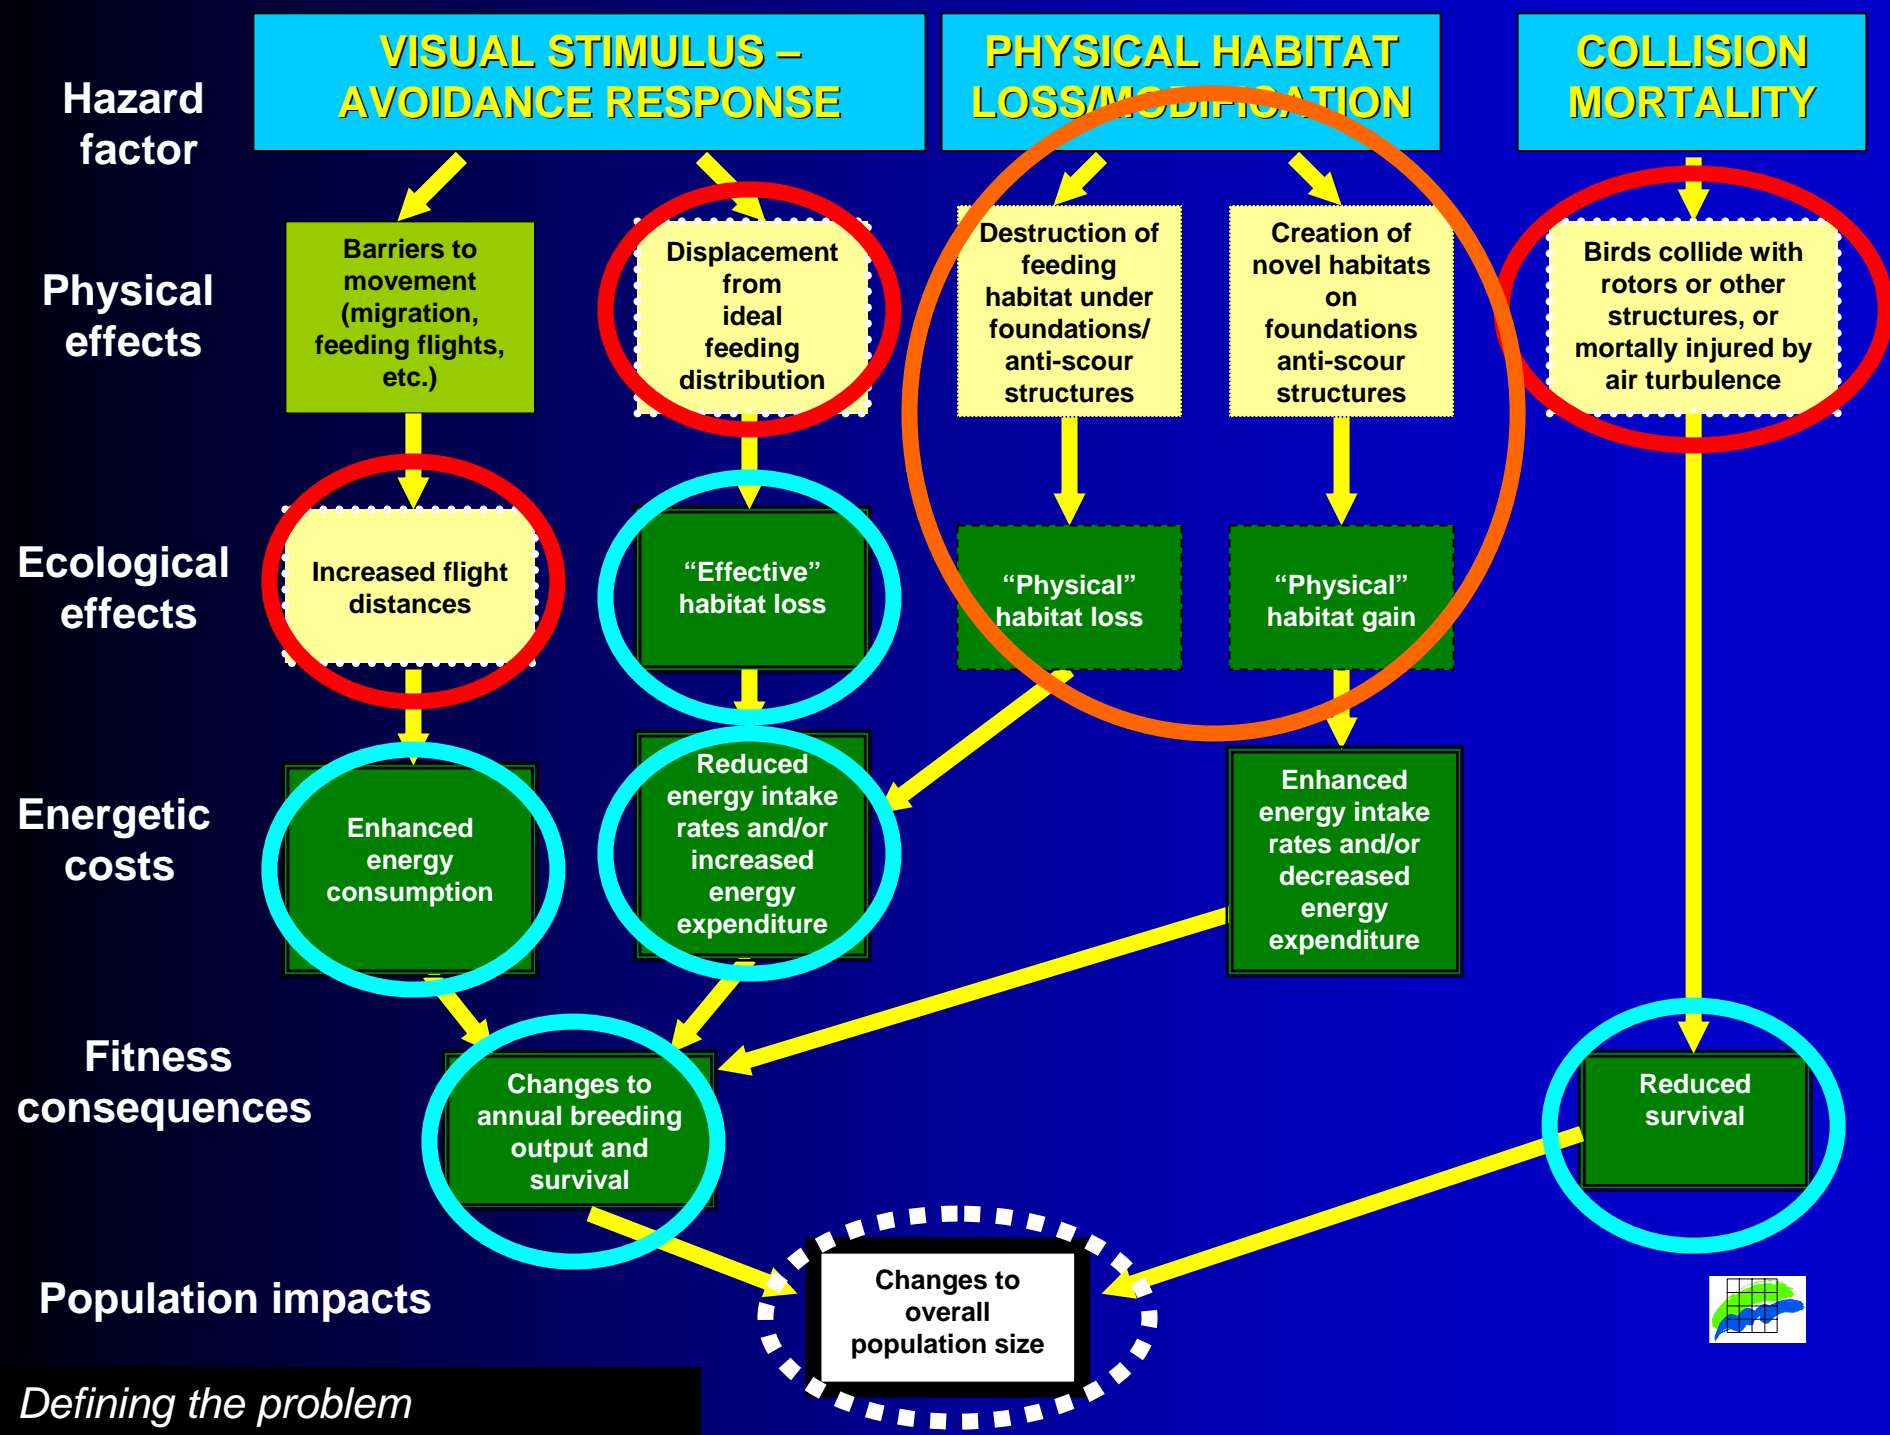 VISUAL STIMULUS –
AVOIDANCE RESPONSE
PHYSICAL HABITAT
LOSS/MODIFICATION
COLLISION
MORTALITY
Hazard
factor
Physical
effects
Barriers to
movement
(migration,
feeding flights,
etc.)
Displacement
from
ideal
feeding
distribution
Destruction of
feeding
habitat under
foundations/
anti-scour
structures
Creation of
novel habitats
on
foundations
anti-scour
structures
Birds collide with
rotors or other
structures, or
mortally injured by
air turbulence
Ecological
effects
Increased flight
distances
“Effective”
habitat loss
“Physical”
habitat loss
“Physical”
habitat gain
Energetic
costs
Enhanced
energy
consumption
Reduced
energy intake
rates and/or
increased
energy
expenditure
Enhanced
energy intake
rates and/or
decreased
energy
expenditure
Fitness
consequences
Changes to
annual breeding
output and
survival
Reduced
survival
Population impacts
Changes to
overall
population size
Defining the problem